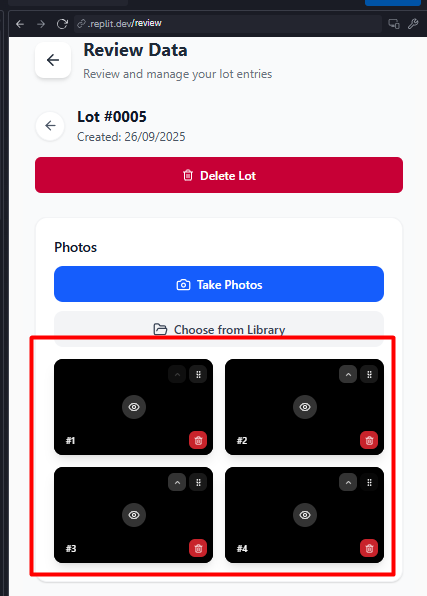 .replit.dev/review
Review Data
Review and manage your lot entries
Lot #0005
Created: 26/09/2025
Delete Lot
Photos
Take Photos
Choose from Library
#1
#2
#3
#4